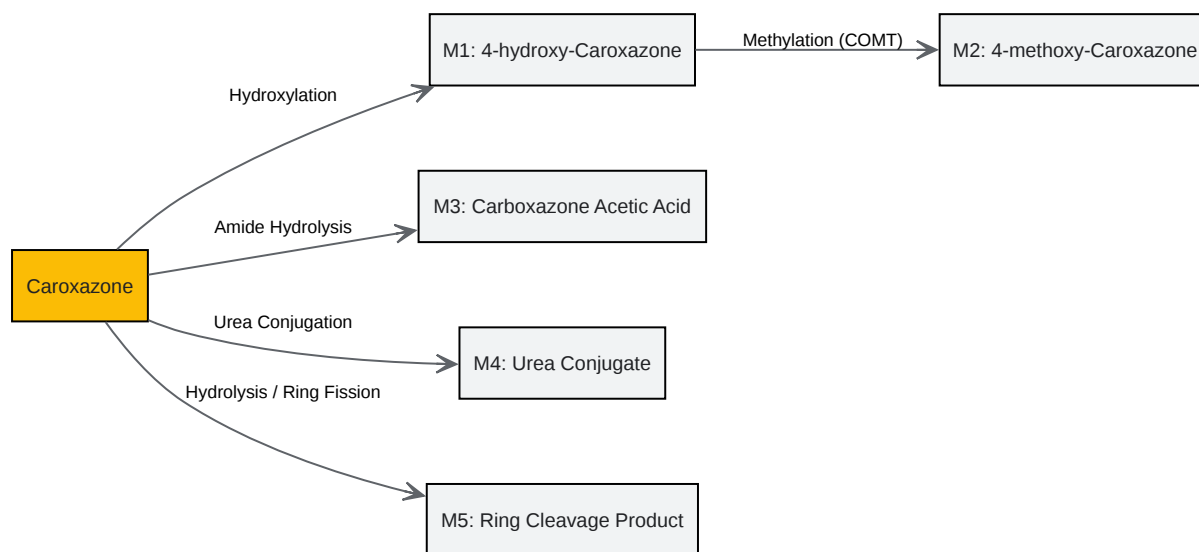 M1: 4-hydroxy-Caroxazone
Methylation (COMT)
M2: 4-methoxy-Caroxazone
Hydroxylation
M3: Carboxazone Acetic Acid
Amide Hydrolysis
Caroxazone
Urea Conjugation
M4: Urea Conjugate
Hydrolysis / Ring Fission
M5: Ring Cleavage Product